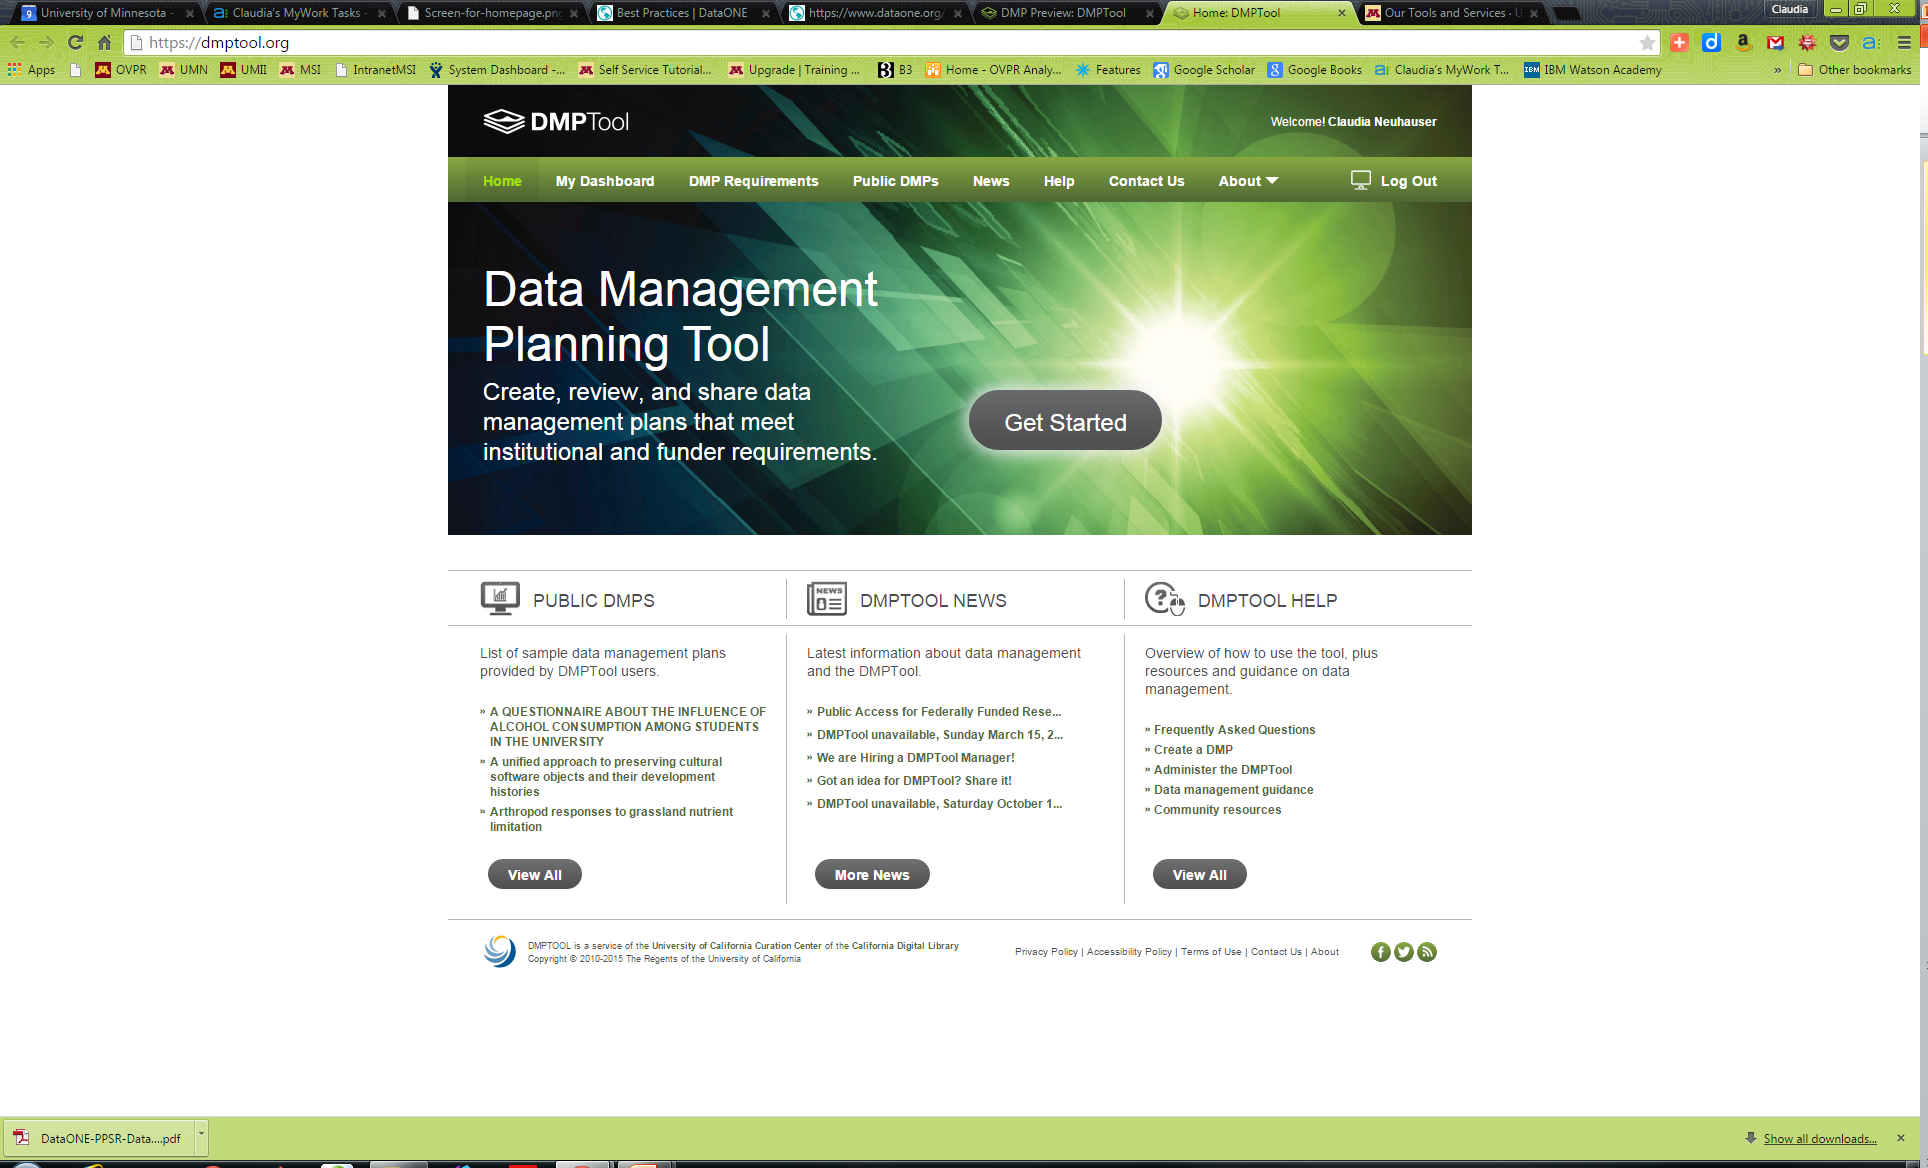 University of Minnesota -
Claudia's MyWork Tasks -
Screen-for-homepage.pn
Best Practices | DataONE
https://www.dataone.org/
DMP Preview: DMPTool
Home: DMPTool
Our Tools and Services - U
Claudia
https://dmptool.org
Apps
OVPR
UMN
UMII
MSI
IntranetMSI
System Dashboard -...
Self Service Tutorial...
Upgrade | Training ...
B3
Home - OVPR Analy...
Features
Google Scholar
Google Books
Claudia's MyWork T...
IBM Watson Academy
»
Other bookmarks
DMPTool
Welcome! Claudia Neuhauser
Home
My Dashboard
DMP Requirements
Public DMPs
News
Help
Contact Us
About
Log Out
Data Management
Planning Tool
Create, review, and share data
management plans that meet
institutional and funder requirements.
Get Started
PUBLIC DMPS
List of sample data management plans
provided by DMPTool users.
» A QUESTIONNAIRE ABOUT THE INFLUENCE OF
ALCOHOL CONSUMPTION AMONG STUDENTS
IN THE UNIVERSITY
» A unified approach to preserving cultural
software objects and their development
histories
» Arthropod responses to grassland nutrient
limitation
View All
NEWS
DMPTOOL NEWS
Latest information about data management
and the DMPTool.
» Public Access for Federally Funded Rese...
» DMPTool unavailable, Sunday March 15, 2...
» We are Hiring a DMPTool Manager!
» Got an idea for DMPTool? Share it!
» DMPTool unavailable, Saturday October 1...
More News
DMPTOOL HELP
Overview of how to use the tool, plus
resources and guidance on data
management.
» Frequently Asked Questions
» Create a DMP
» Administer the DMPTool
» Data management guidance
» Community resources
View All
DMPTOOL is a service of the University of California Curation Center of the California Digital Library
Copyright © 2010-2015 The Regents of the University of California
Privacy Policy | Accessibility Policy | Terms of Use | Contact Us | About
DataONE-PPSR-Data....pdf
Show all downloads...